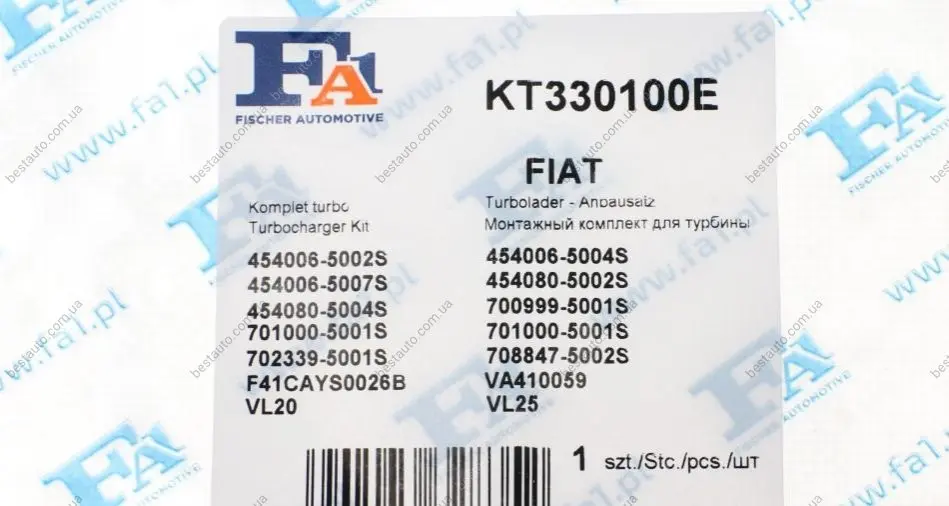 FA1
FISCHER AUTOMOTIVE
KT330100E
FIAT
Komplet turbo
Turbocharger Kit
Turbolader - Anbausatz
Монтажный комплект для турбины
454006-5002S
454006-5004S
454006-5007S
454080-5002S
454080-5004S
700999-5001S
701000-5001S
701000-5001S
702339-5001S
708847-5002S
F41CAYS0026B
VA410059
VL20
VL25
1 szt./Stc./pcs./шт
www.fa1.pl
bestauto.com.ua